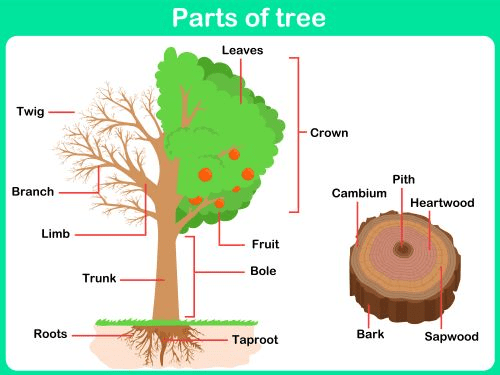 Parts of tree
Leaves
Twig
Crown
Branch
Limb
Fruit
Bole
Trunk
Roots
Taproot
Pith
Cambium
Heartwood
Bark
Sapwood